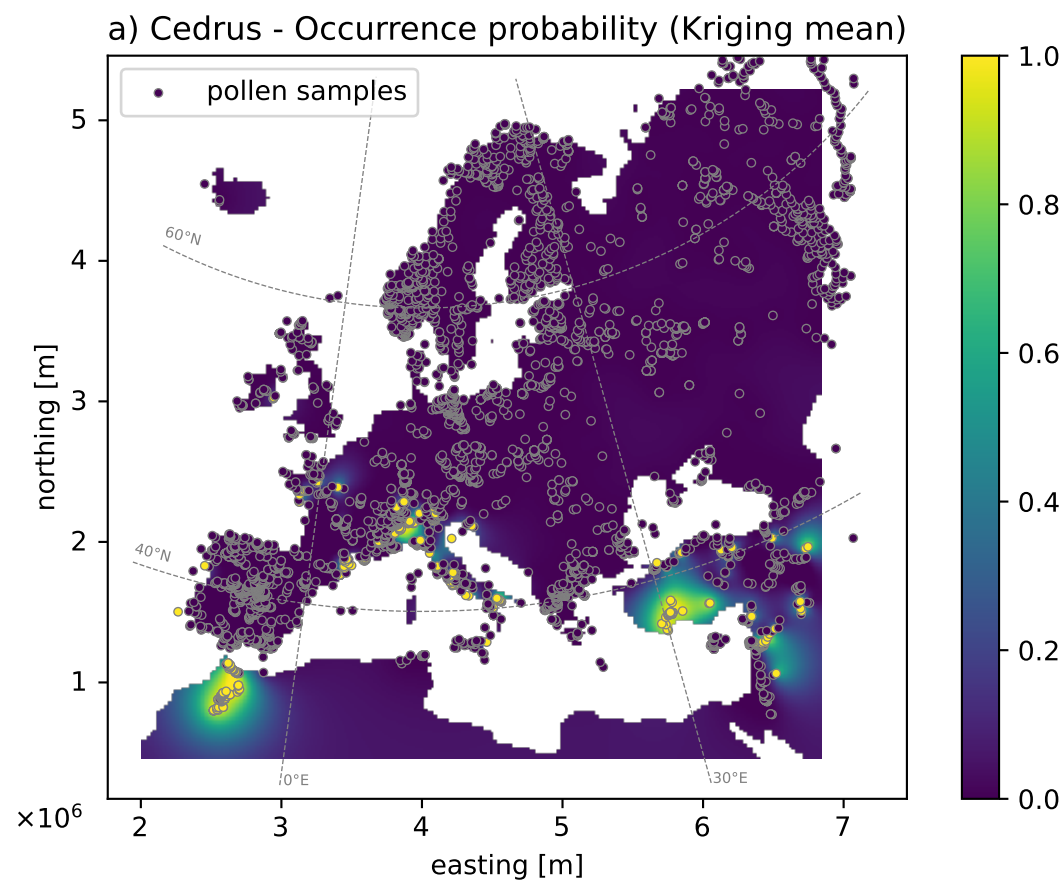 a) Cedrus - Occurrence probability (Kriging mean)
pollen samples
60°N
40°N
0°E
30°E
5
4
3
2
1
northing [m]
×10⁶
2 3 4 5 6 7
easting [m]
1.0
0.8
0.6
0.4
0.2
0.0